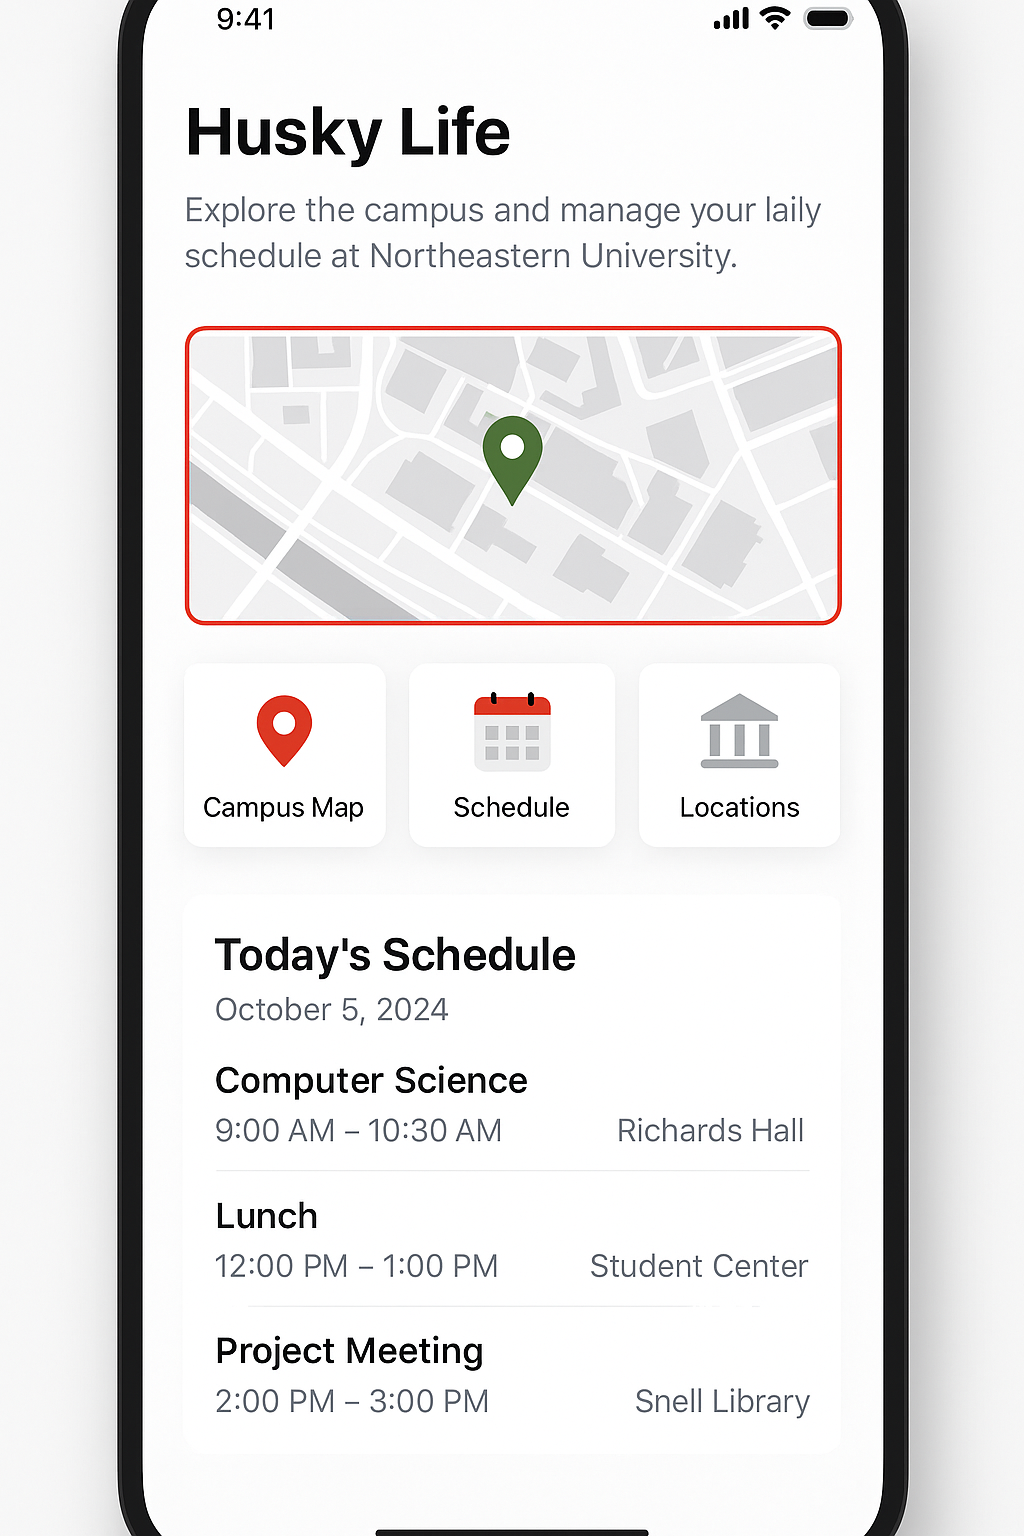 9:41
Husky Life
Explore the campus and manage your laily
schedule at Northeastern University.
Campus Map
Schedule
Locations
Today's Schedule
October 5, 2024
Computer Science
9:00 AM – 10:30 AM Richards Hall
Lunch
12:00 PM – 1:00 PM Student Center
Project Meeting
2:00 PM – 3:00 PM Snell Library